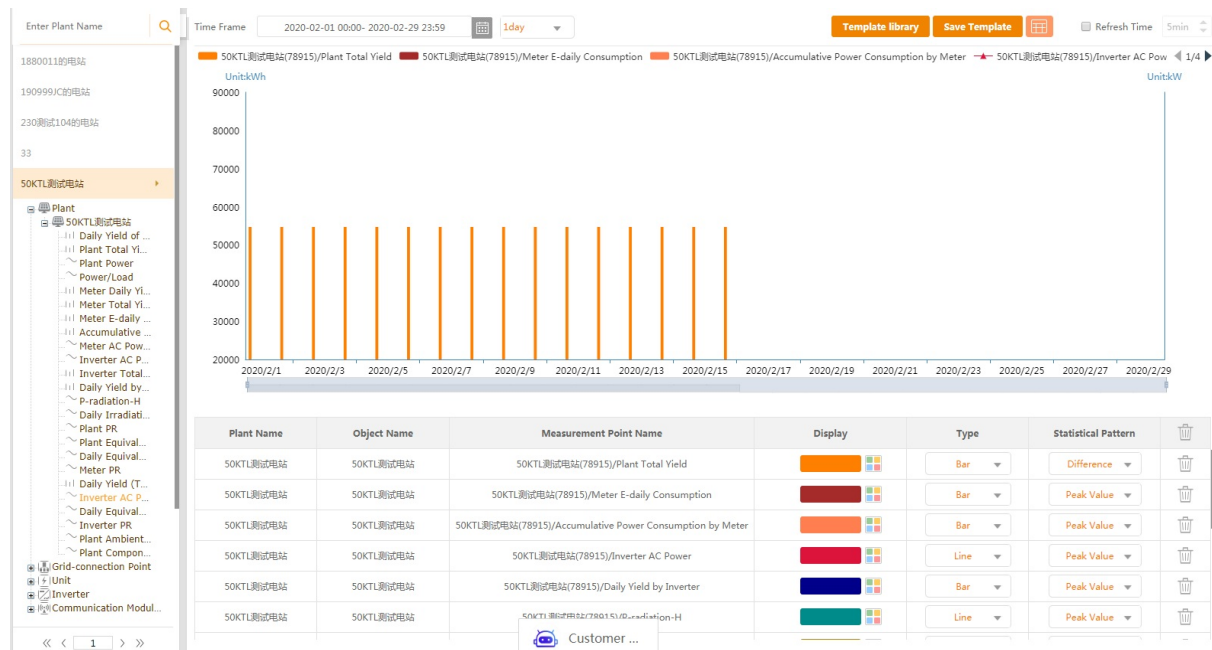 Enter Plant Name
Time Frame 2020-02-01 00:00- 2020-02-29 23:59 1day Template library Save Template Refresh Time 5min
1880011的电站
190999JC的电站
230测试104的电站
33
50KTL测试电站
Plant
50KTL测试电站
Daily Yield of ...
Plant Total Yi...
Plant Power
Power/Load
Meter Daily Yi...
Meter Total Yi...
Meter E-daily ...
Accumulative ...
Meter AC Pow...
Inverter AC P...
Inverter Total...
Daily Yield by...
P-radiation-H
Daily Irradiati...
Plant PR
Plant Equival...
Daily Equival...
Meter PR
Daily Yield (T...
Inverter AC P...
Daily Equival...
Inverter PR
Plant Ambient...
Plant Compon...
Grid-connection Point
Unit
Inverter
Communication Modul...
1
50KTL测试电站(78915)/Plant Total Yield 50KTL测试电站(78915)/Meter E-daily Consumption 50KTL测试电站(78915)/Accumulative Power Consumption by Meter 50KTL测试电站(78915)/Inverter AC Pow 1/4
Unit:kWh Unit:kW
90000
80000
70000
60000
50000
40000
30000
20000
2020/2/1 2020/2/3 2020/2/5 2020/2/7 2020/2/9 2020/2/11 2020/2/13 2020/2/15 2020/2/17 2020/2/19 2020/2/21 2020/2/23 2020/2/25 2020/2/27 2020/2/29
Plant Name Object Name Measurement Point Name Display Type Statistical Pattern
50KTL测试电站 50KTL测试电站 50KTL测试电站(78915)/Plant Total Yield Bar Difference
50KTL测试电站 50KTL测试电站 50KTL测试电站(78915)/Meter E-daily Consumption Bar Peak Value
50KTL测试电站 50KTL测试电站 50KTL测试电站(78915)/Accumulative Power Consumption by Meter Bar Peak Value
50KTL测试电站 50KTL测试电站 50KTL测试电站(78915)/Inverter AC Power Line Peak Value
50KTL测试电站 50KTL测试电站 50KTL测试电站(78915)/Daily Yield by Inverter Bar Peak Value
50KTL测试电站 50KTL测试电站 50KTL测试电站(78915)/P-radiation-H Line Peak Value
Customer ...